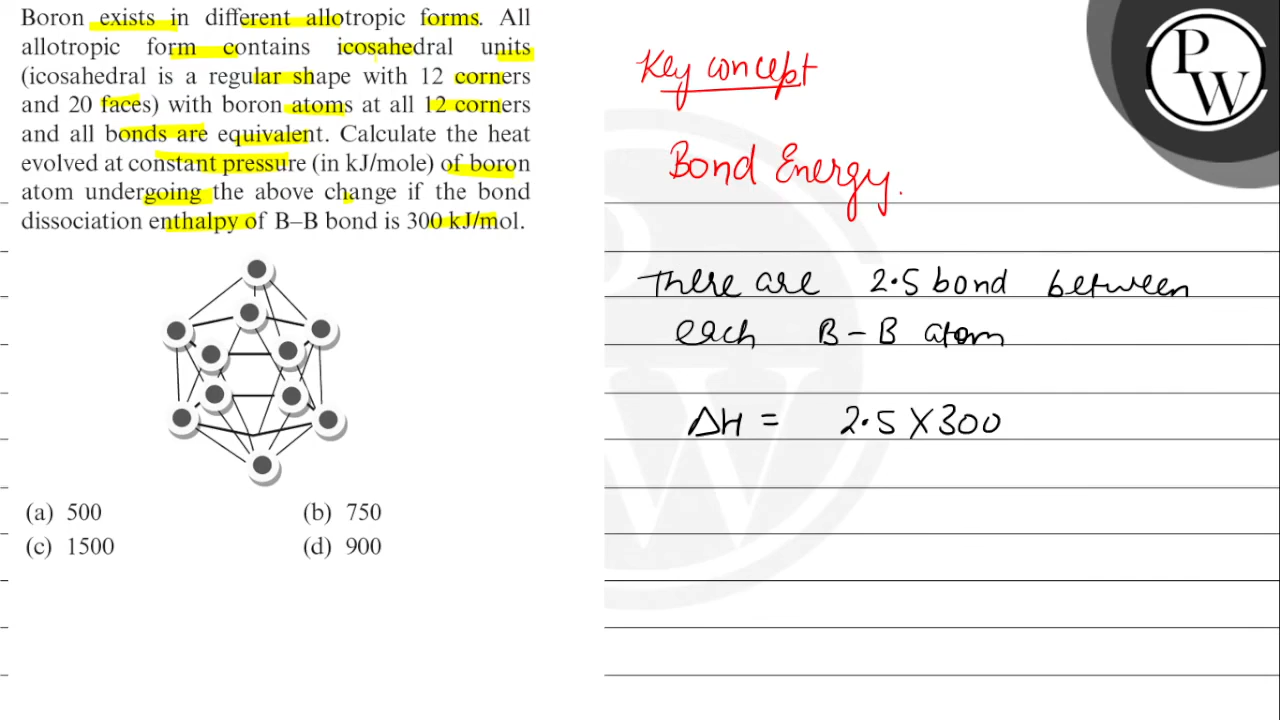 Boron exists in different allotropic forms. All
allotropic form contains icosahedral units
(icosahedral is a regular shape with 12 corners
and 20 faces) with boron atoms at all 12 corners
and all bonds are equivalent. Calculate the heat
evolved at constant pressure (in kJ/mole) of boron
atom undergoing the above change if the bond
dissociation enthalpy of B–B bond is 300 kJ/mol.
(a) 500
(b) 750
(c) 1500
(d) 900
Key concept
Bond Energy.
There are 2.5 bond between
each B – B atom
ΔH = 2.5 X 300
P
W